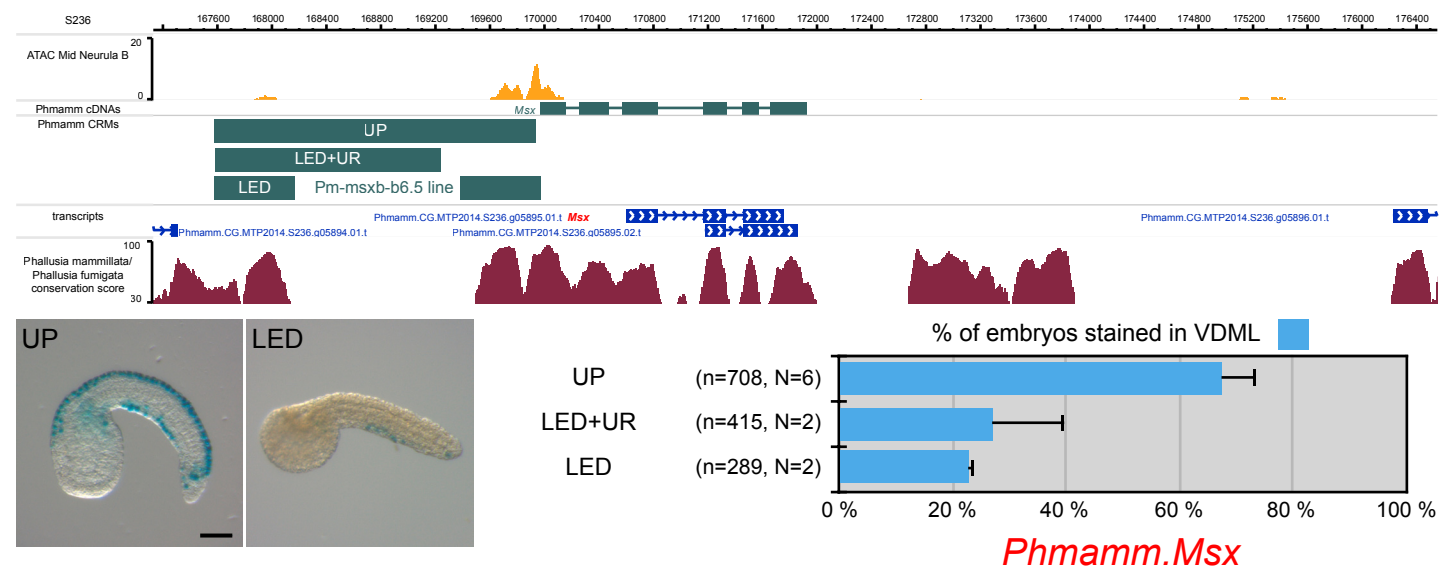 S236
167600 168000 168400 168800 169200 169600 170000 170400 170800 171200 171600 172000 172400 172800 173200 173600 174000 174400 174800 175200 175600 176000 176400
ATAC Mid Neurula B
20
0
Phmamm cDNAs
Msx
Phmamm CRMs
UP
LED+UR
LED
Pm-msxb-b6.5 line
transcripts
Phmamm.CG.MTP2014.S236.g05895.01.t Msx
Phmamm.CG.MTP2014.S236.g05896.01.t
Phmamm.CG.MTP2014.S236.g05894.01.t
Phmamm.CG.MTP2014.S236.g05895.02.t
Phallusia mammillata/
Phallusia fumigata
conservation score
100
30
UP
LED
% of embryos stained in VDML
UP (n=708, N=6)
LED+UR (n=415, N=2)
LED (n=289, N=2)
0 % 20 % 40 % 60 % 80 % 100 %
Phmamm.Msx